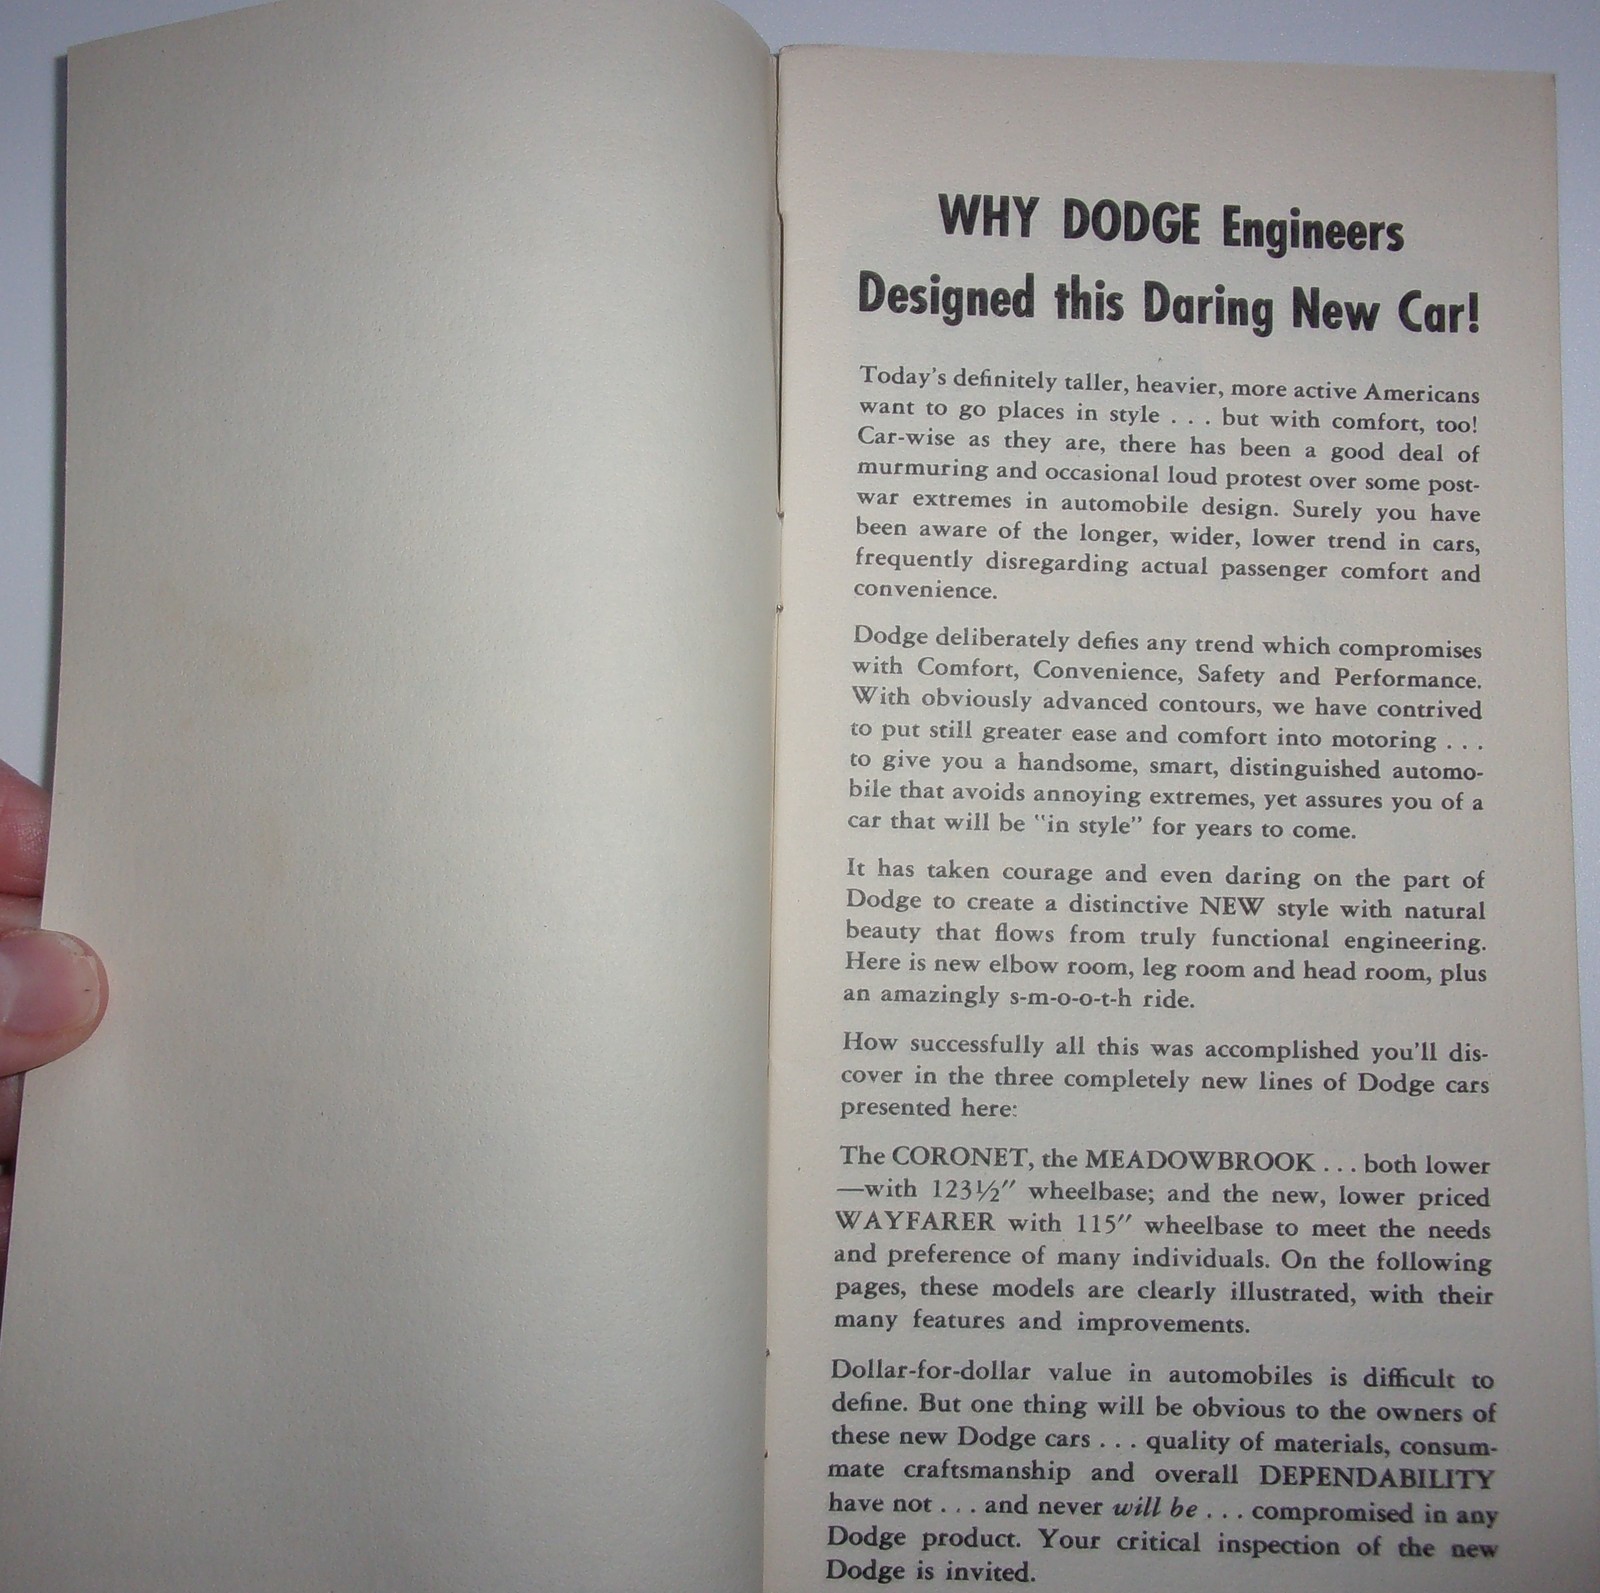 WHY DODGE Engineers
Designed this Daring New Car!
Today's definitely taller, heavier, more active Americans
want to go places in style . . . but with comfort, too!
Car-wise as they are, there has been a good deal of
murmuring and occasional loud protest over some post-
war extremes in automobile design. Surely you have
been aware of the longer, wider, lower trend in cars,
frequently disregarding actual passenger comfort and
convenience.
Dodge deliberately defies any trend which compromises
with Comfort, Convenience, Safety and Performance.
With obviously advanced contours, we have contrived
to put still greater ease and comfort into motoring . . .
to give you a handsome, smart, distinguished automo-
bile that avoids annoying extremes, yet assures you of a
car that will be "in style" for years to come.
It has taken courage and even daring on the part of
Dodge to create a distinctive NEW style with natural
beauty that flows from truly functional engineering.
Here is new elbow room, leg room and head room, plus
an amazingly s-m-o-o-t-h ride.
How successfully all this was accomplished you'll dis-
cover in the three completely new lines of Dodge cars
presented here:
The CORONET, the MEADOWBROOK . . . both lower
—with 123½" wheelbase; and the new, lower priced
WAYFARER with 115" wheelbase to meet the needs
and preference of many individuals. On the following
pages, these models are clearly illustrated, with their
many features and improvements.
Dollar-for-dollar value in automobiles is difficult to
define. But one thing will be obvious to the owners of
these new Dodge cars . . . quality of materials, consum-
mate craftsmanship and overall DEPENDABILITY
have not . . . and never will be . . . compromised in any
Dodge product. Your critical inspection of the new
Dodge is invited.